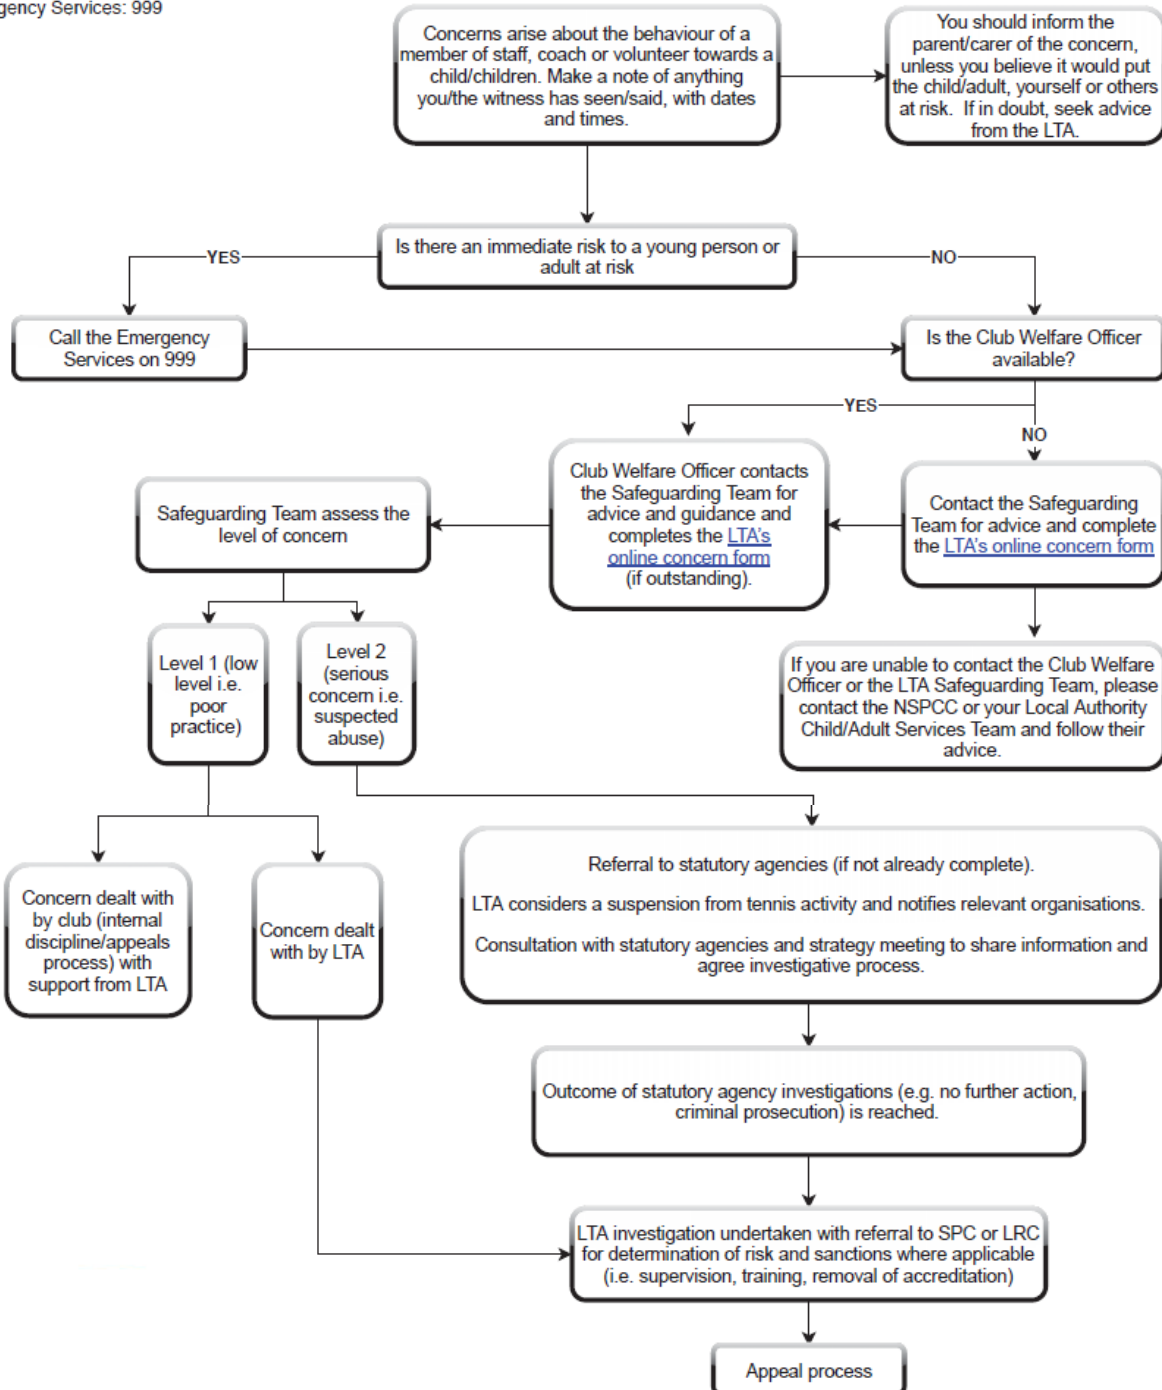 gency Services: 999
Concerns arise about the behaviour of a
member of staff, coach or volunteer towards a
child/children. Make a note of anything
you/the witness has seen/said, with dates
and times.
You should inform the
parent/carer of the concern,
unless you believe it would put
the child/adult, yourself or others
at risk. If in doubt, seek advice
from the LTA.
Is there an immediate risk to a young person or
adult at risk
YES
NO
Call the Emergency
Services on 999
Is the Club Welfare Officer
available?
YES
NO
Club Welfare Officer contacts
the Safeguarding Team for
advice and guidance and
completes the LTA's
online concern form
(if outstanding).
Contact the Safeguarding
Team for advice and complete
the LTA's online concern form
Safeguarding Team assess the
level of concern
Level 1 (low
level i.e.
poor
practice)
Level 2
(serious
concern i.e.
suspected
abuse)
If you are unable to contact the Club Welfare
Officer or the LTA Safeguarding Team, please
contact the NSPCC or your Local Authority
Child/Adult Services Team and follow their
advice.
Concern dealt with
by club (internal
discipline/appeals
process) with
support from LTA
Concern dealt
with by LTA
Referral to statutory agencies (if not already complete).
LTA considers a suspension from tennis activity and notifies relevant organisations.
Consultation with statutory agencies and strategy meeting to share information and
agree investigative process.
Outcome of statutory agency investigations (e.g. no further action,
criminal prosecution) is reached.
LTA investigation undertaken with referral to SPC or LRC
for determination of risk and sanctions where applicable
(i.e. supervision, training, removal of accreditation)
Appeal process